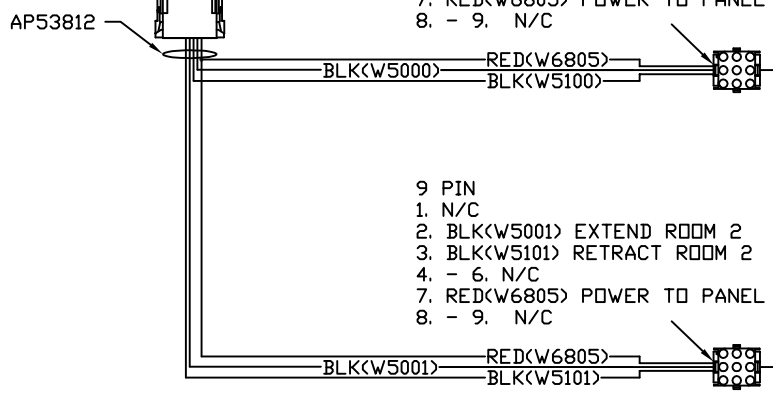 7. RED(W6805) POWER TO PANEL
8. - 9. N/C
AP53812
RED(W6805)
BLK(W5000)
BLK(W5100)
9 PIN
1. N/C
2. BLK(W5001) EXTEND ROOM 2
3. BLK(W5101) RETRACT ROOM 2
4. - 6. N/C
7. RED(W6805) POWER TO PANEL
8. - 9. N/C
RED(W6805)
BLK(W5001)
BLK(W5101)